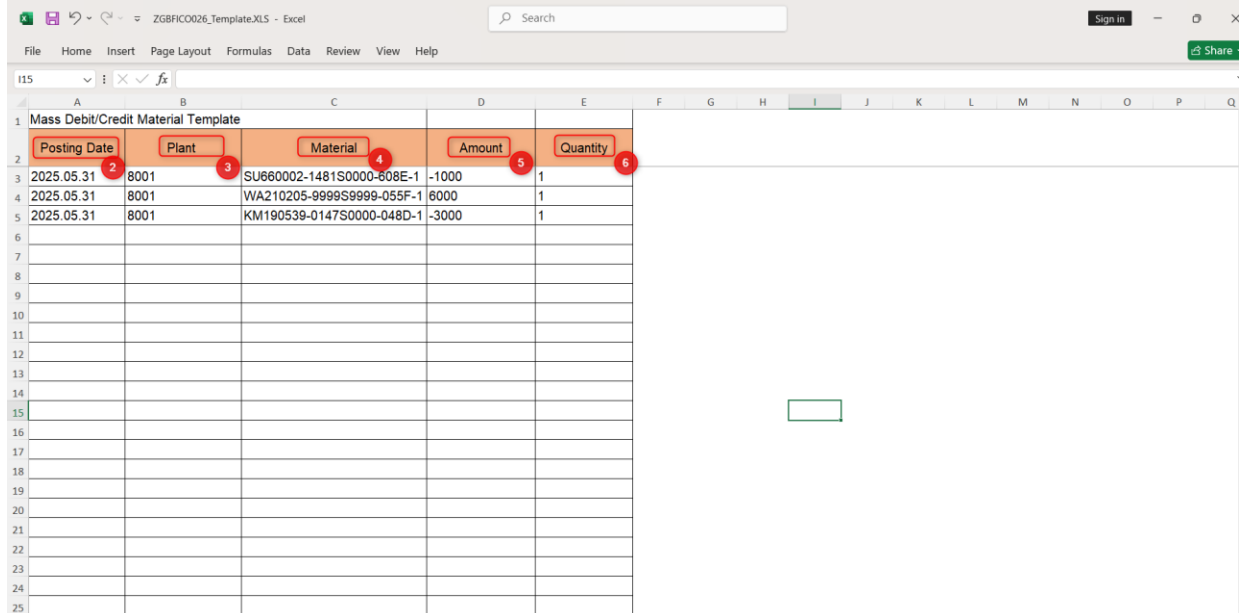 ZGBFICO026_Template.XLS - Excel
Search
Sign in
File Home Insert Page Layout Formulas Data Review View Help
Share
I15
fx
A B C D E F G H I J K L M N O P Q
1 Mass Debit/Credit Material Template
2 Posting Date 2 Plant 3 Material 4 Amount 5 Quantity 6
3 2025.05.31 8001 SU660002-1481S0000-608E-1 -1000 1
4 2025.05.31 8001 WA210205-9999S9999-055F-1 6000 1
5 2025.05.31 8001 KM190539-0147S0000-048D-1 -3000 1
6
7
8
9
10
11
12
13
14
15
16
17
18
19
20
21
22
23
24
25